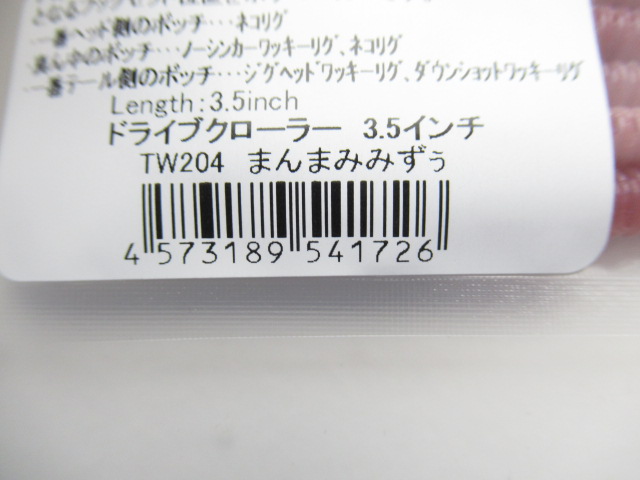 一番ヘッド側のポッチ…ネコリグ
真ん中のポッチ…ノーシンカーワッキーリグ、ネコリグ
一番テール側のポッチ…ジグヘッドワッキーリグ、ダウンショットワッキーリグ
Length:3.5inch
ドライブクローラー 3.5インチ
TW204 まんまみみずぅ
4 573189 541726